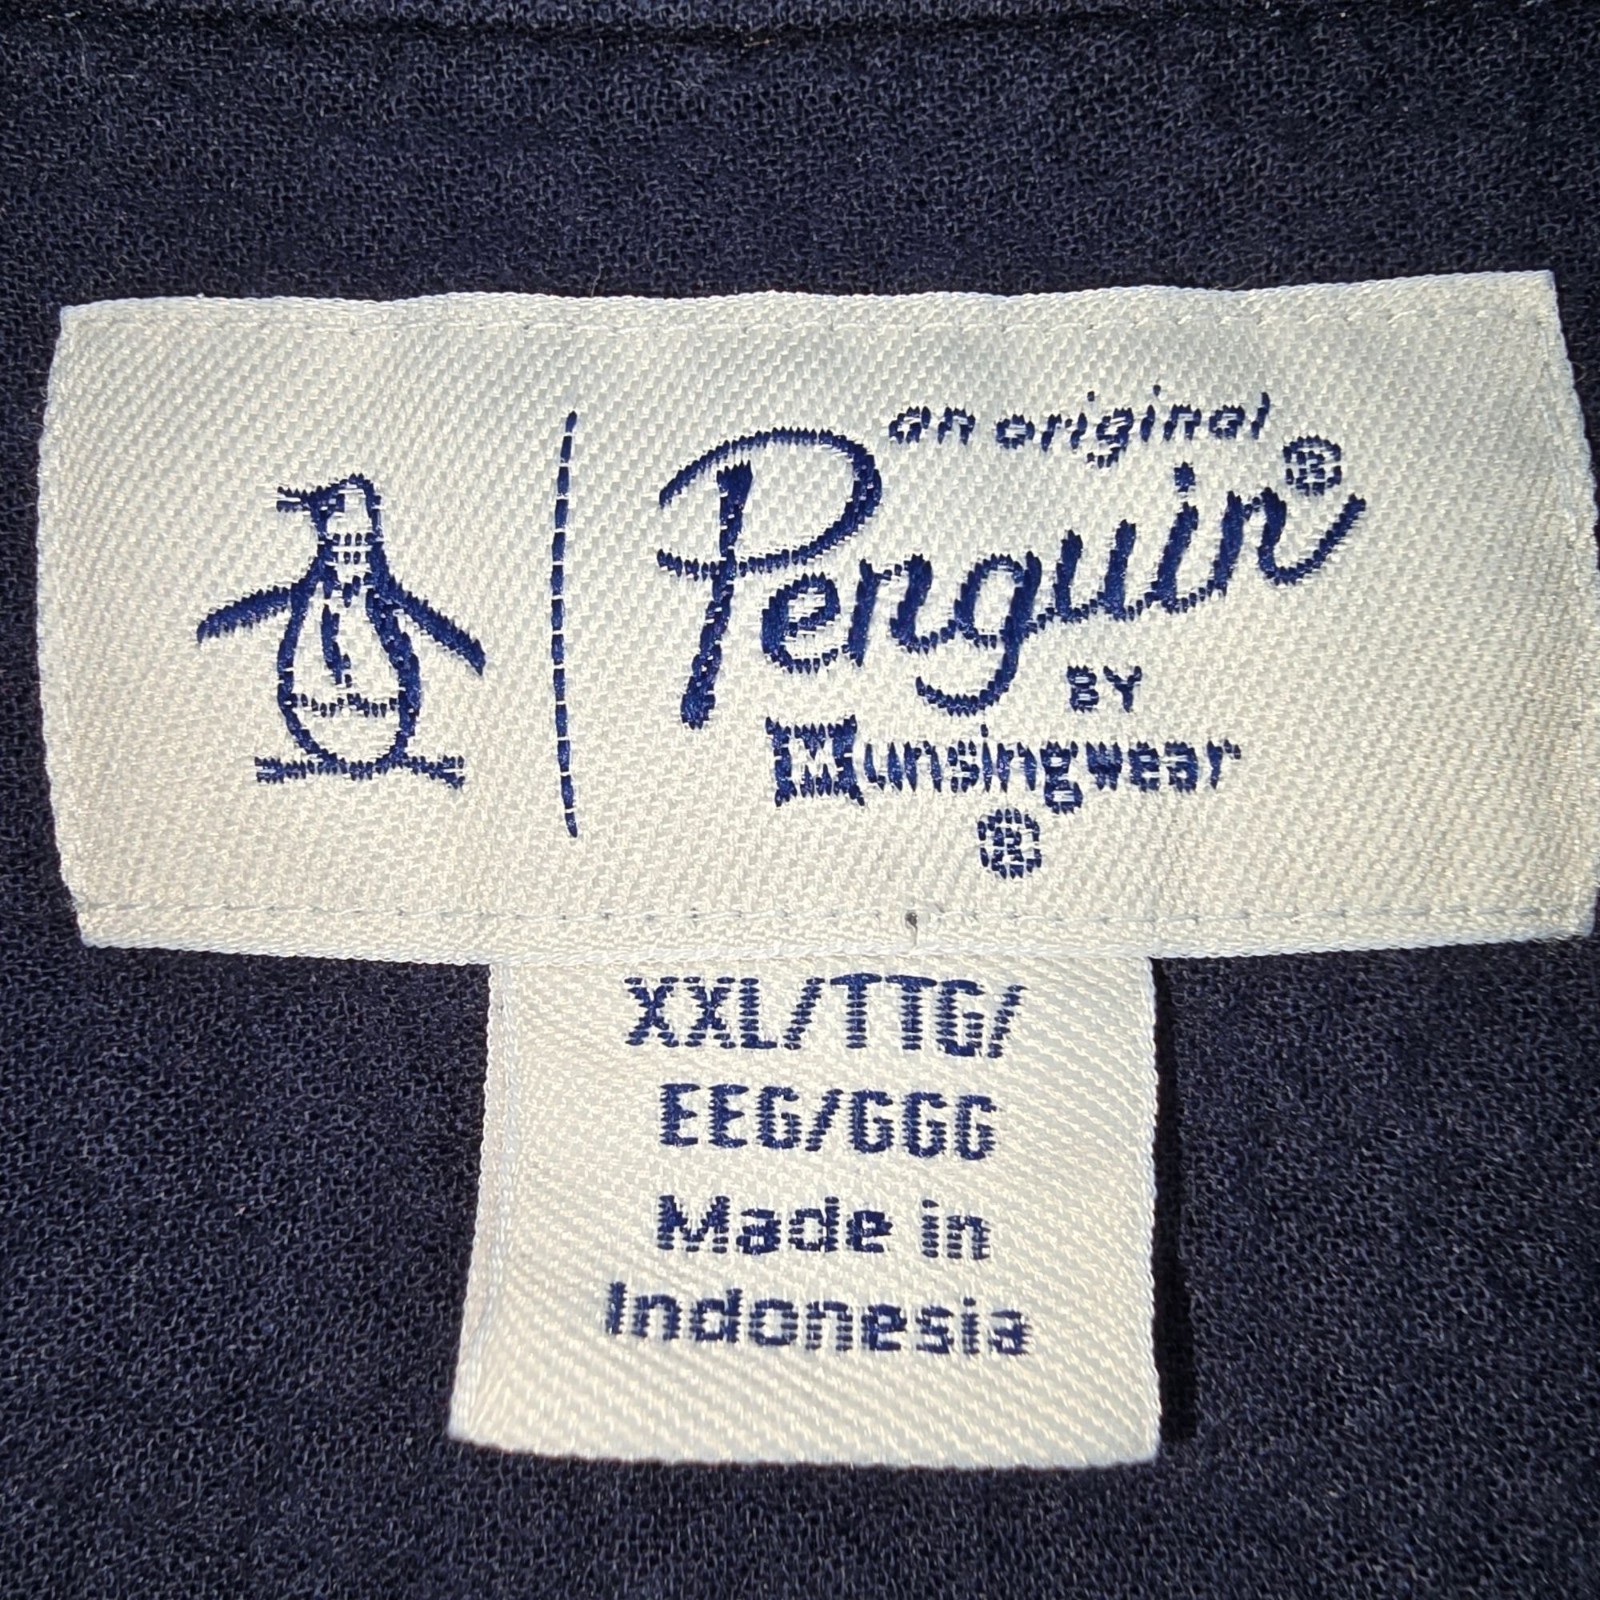 an original
Penguin®
BY
Munsingwear
®
XXL/TTG/
EEG/GGG
Made in
Indonesia